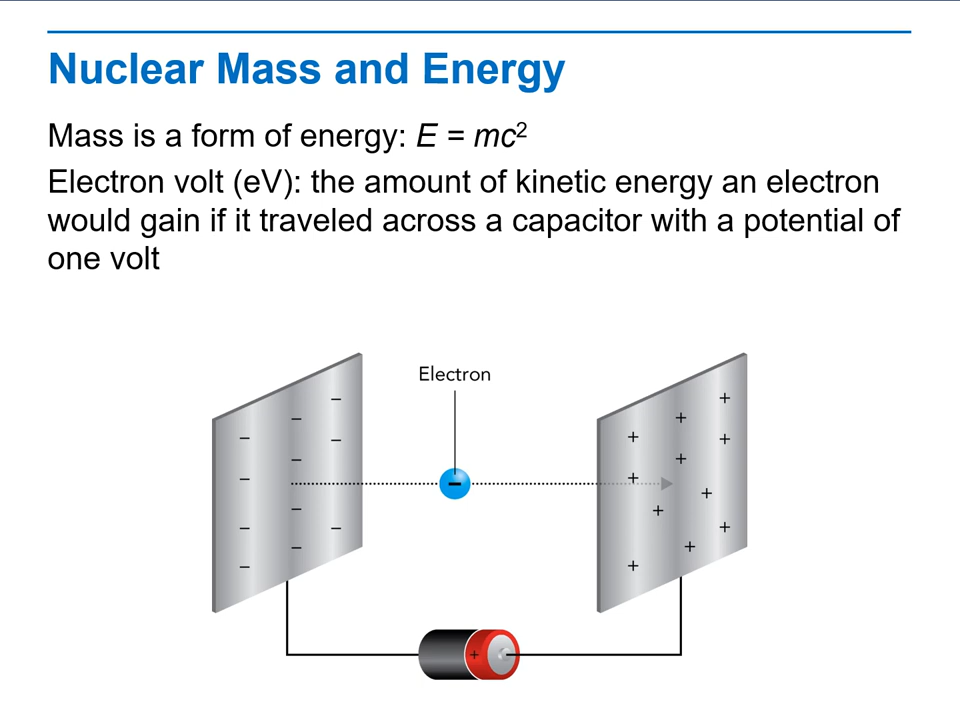 Nuclear Mass and Energy
Mass is a form of energy: E = mc²
Electron volt (eV): the amount of kinetic energy an electron
would gain if it traveled across a capacitor with a potential of
one volt
Electron